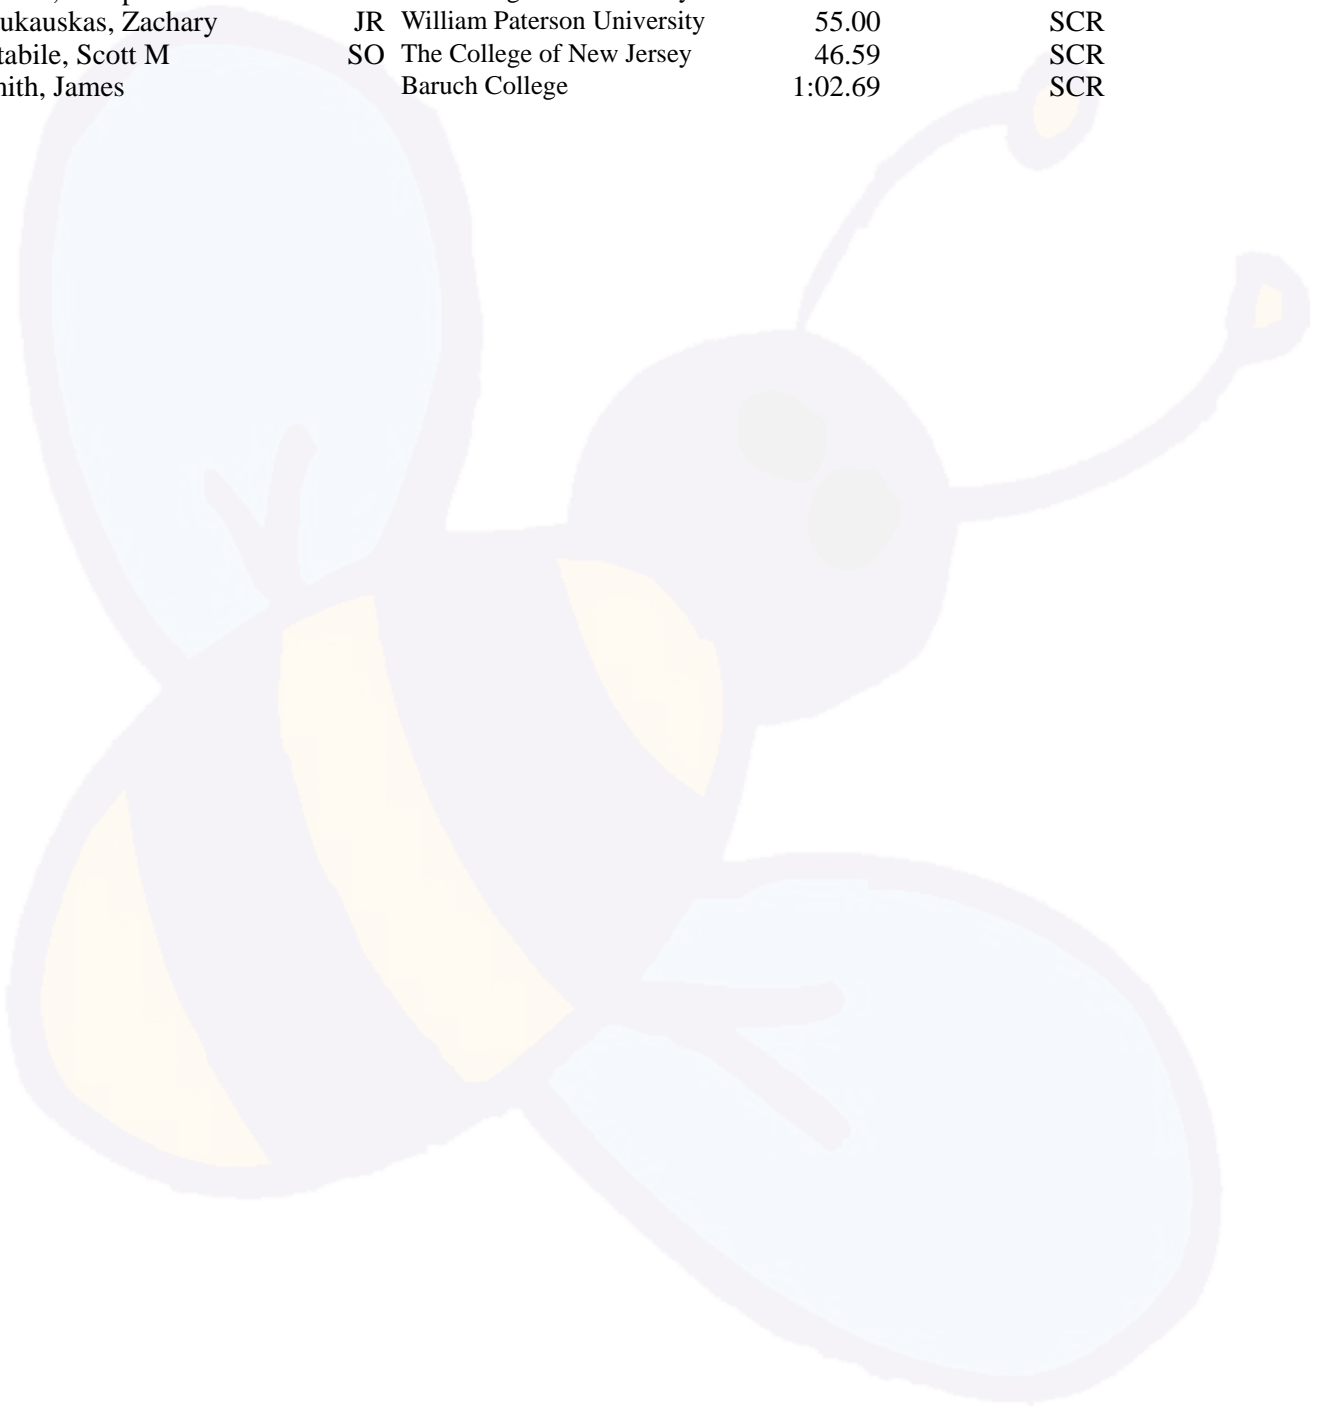 ukauskas, Zachary JR William Paterson University 55.00 SCR
tabile, Scott M SO The College of New Jersey 46.59 SCR
ith, James Baruch College 1:02.69 SCR